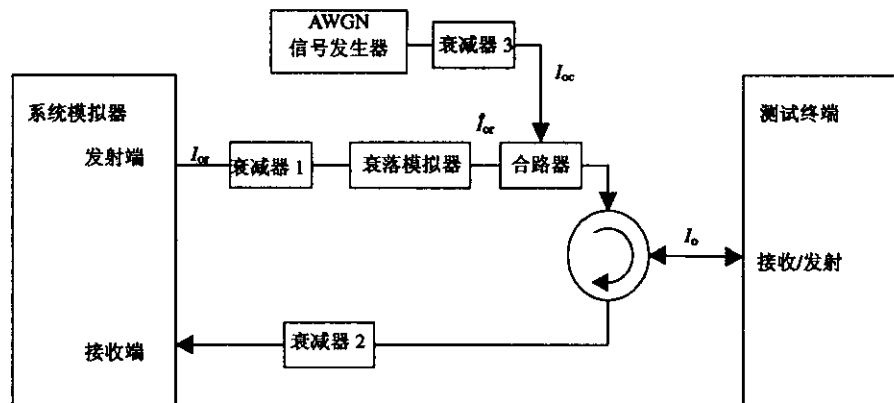 AWGN
信号发生器
衰减器 3
I_oc
系统模拟器
测试终端
发射端
I_or
衰减器 1
衰落模拟器
Î_or
合路器
I_o
接收/发射
接收端
衰减器 2